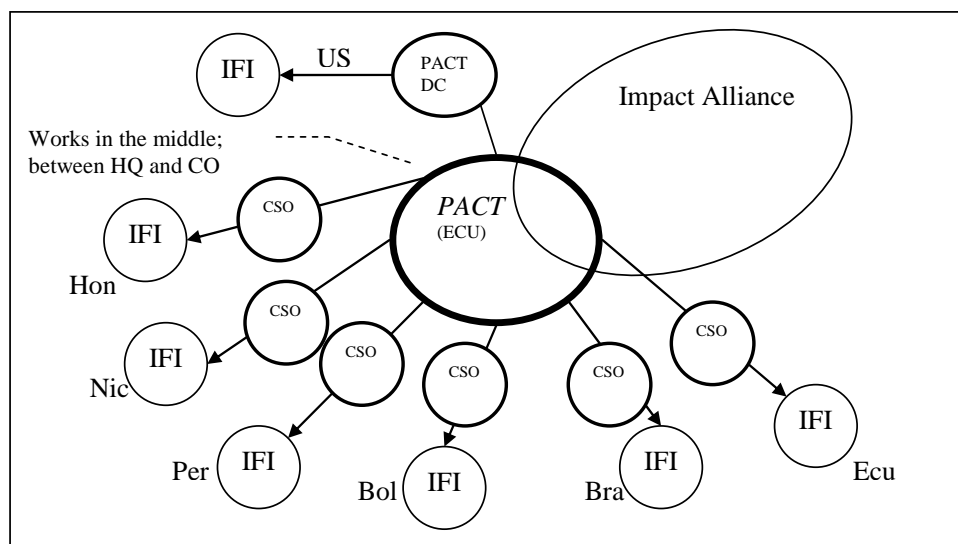 US
IFI
PACT
DC
Impact Alliance
Works in the middle;
between HQ and CO
CSO
PACT
(ECU)
IFI
Hon
CSO
CSO
CSO
CSO
CSO
IFI
Nic
IFI
Per
IFI
Bol
IFI
Bra
IFI
Ecu